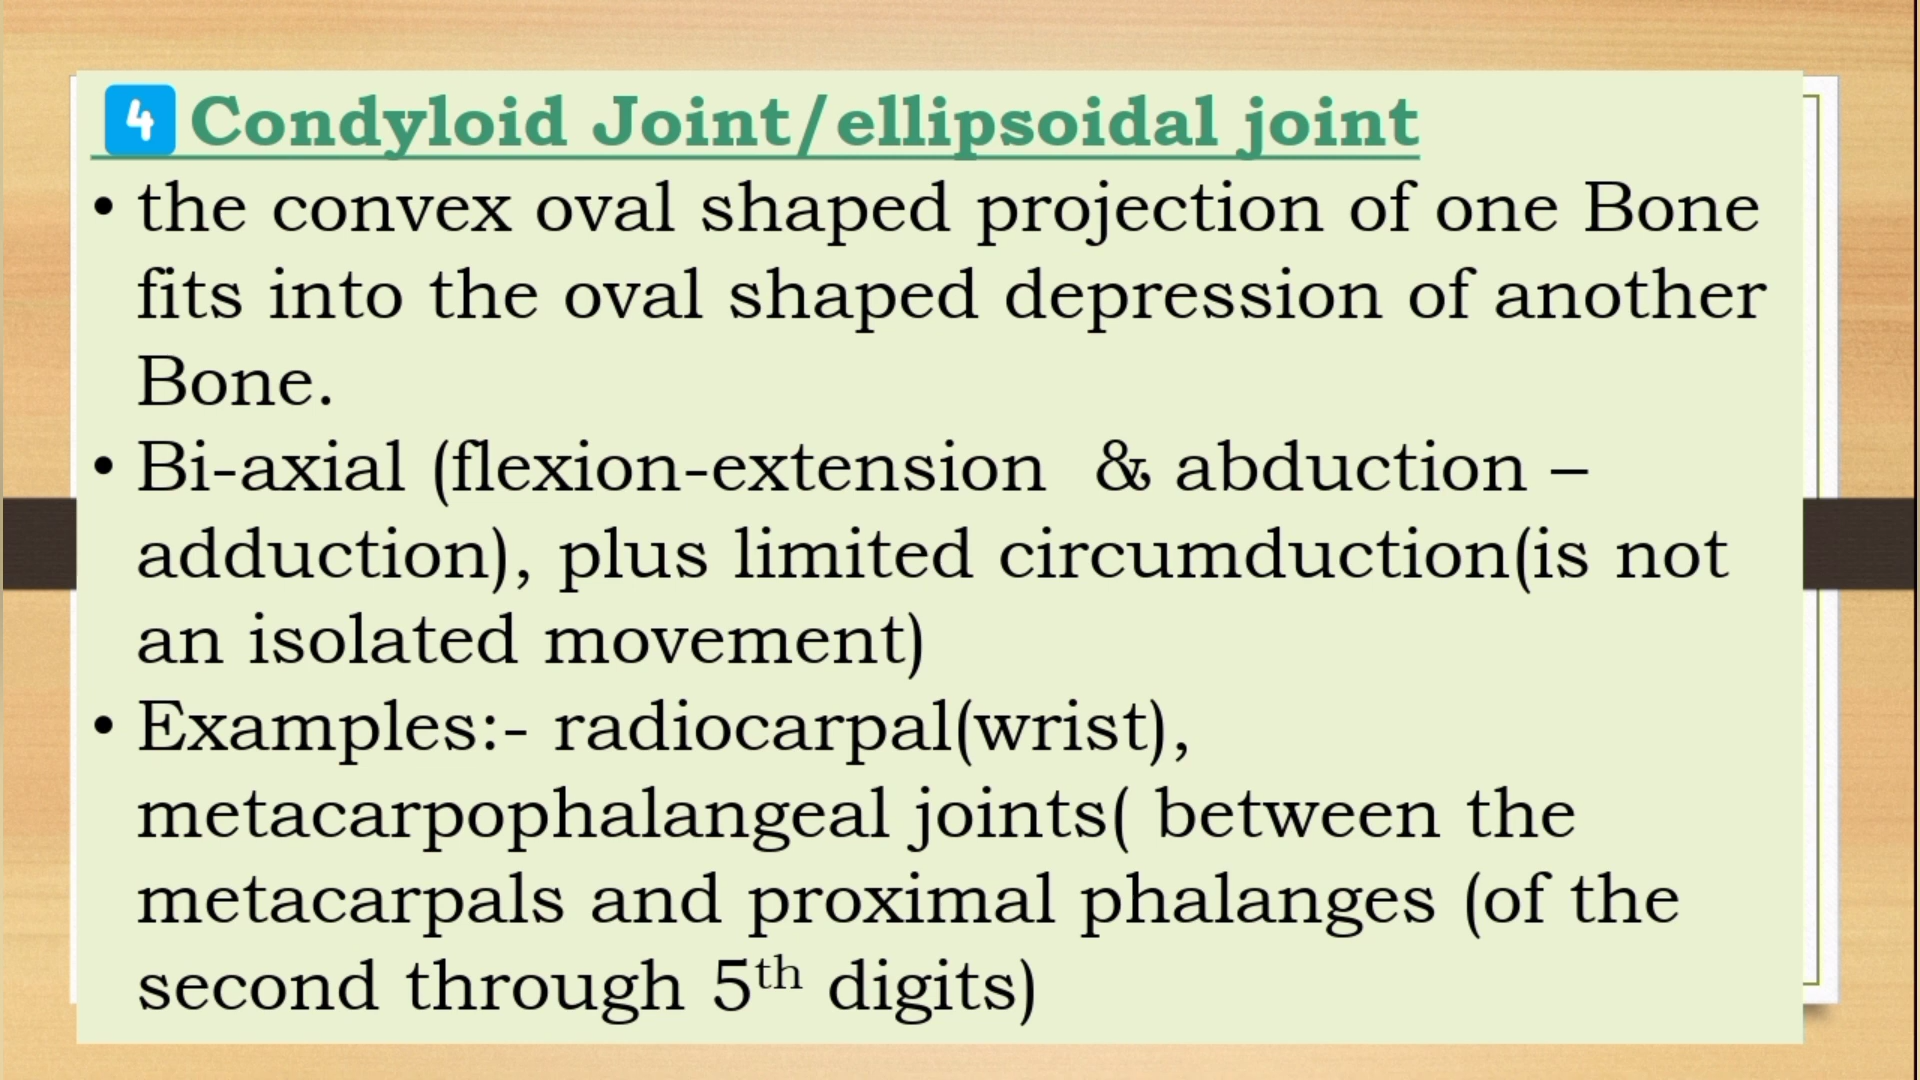 4 Condyloid Joint/ellipsoidal joint
• the convex oval shaped projection of one Bone
fits into the oval shaped depression of another
Bone.
• Bi-axial (flexion-extension  & abduction –
adduction), plus limited circumduction(is not
an isolated movement)
• Examples:- radiocarpal(wrist),
metacarpophalangeal joints( between the
metacarpals and proximal phalanges (of the
second through 5th digits)